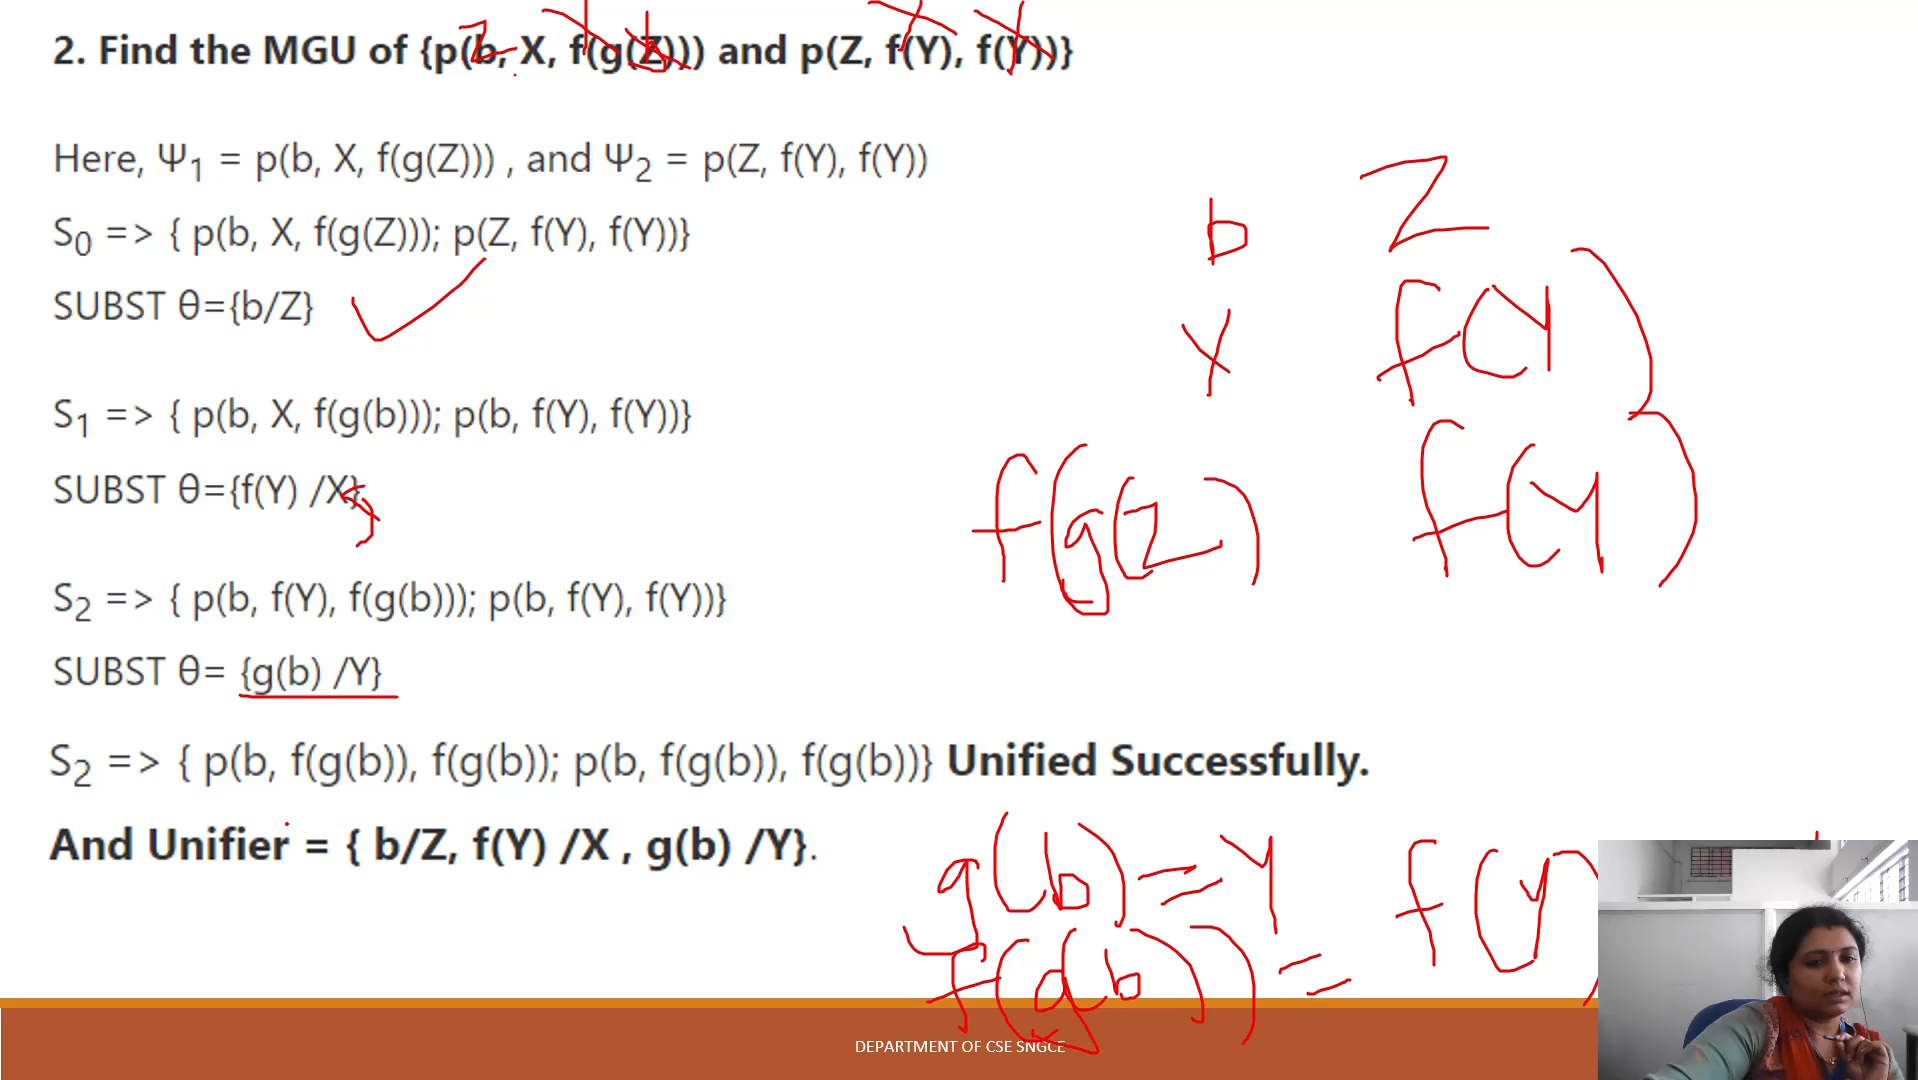 2. Find the MGU of {p(b, X, f(g(Z))) and p(Z, f(Y), f(Y))}
Here, Ψ1 = p(b, X, f(g(Z))) , and Ψ2 = p(Z, f(Y), f(Y))
S0 => { p(b, X, f(g(Z))); p(Z, f(Y), f(Y))}
SUBST θ={b/Z}
S1 => { p(b, X, f(g(b))); p(b, f(Y), f(Y))}
SUBST θ={f(Y) /X}
S2 => { p(b, f(Y), f(g(b))); p(b, f(Y), f(Y))}
SUBST θ= {g(b) /Y}
S2 => { p(b, f(g(b)), f(g(b)); p(b, f(g(b)), f(g(b))} Unified Successfully.
And Unifier = { b/Z, f(Y) /X , g(b) /Y}.
b Z
X f(Y)
f(g(Z) f(Y)
g(b) = Y f(Y)
f(g(b)) =
DEPARTMENT OF CSE SNGCE